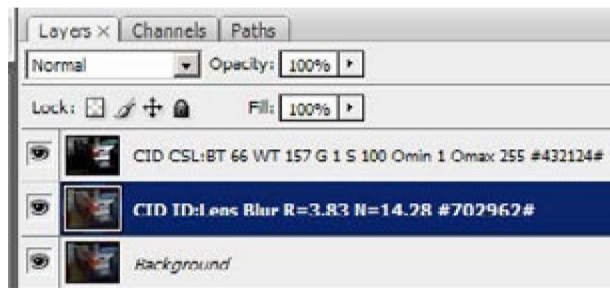 Layers × Channels Paths
Normal Opacity: 100%
Lock: Fill: 100%
CID CSL:BT 66 WT 157 G 1 S 100 Omin 1 Omax 255 #432124#
CID ID:Lens Blur R=3.83 N=14.28 #702962#
Background